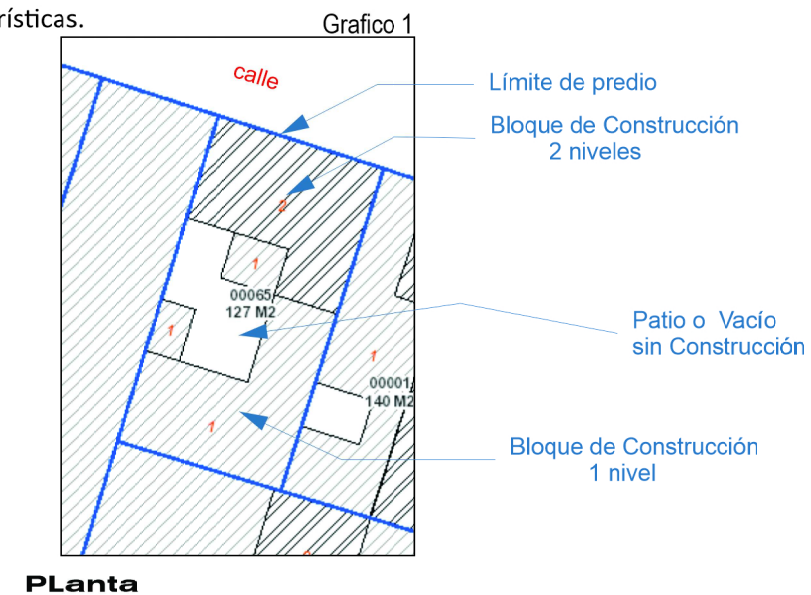 rísticas.
Grafico 1
calle
Límite de predio
Bloque de Construcción
2 niveles
2
1
00065
127 M2
Patio o Vacío
sin Construcción
1
1
00001
140 M2
1
Bloque de Construcción
1 nivel
PLanta